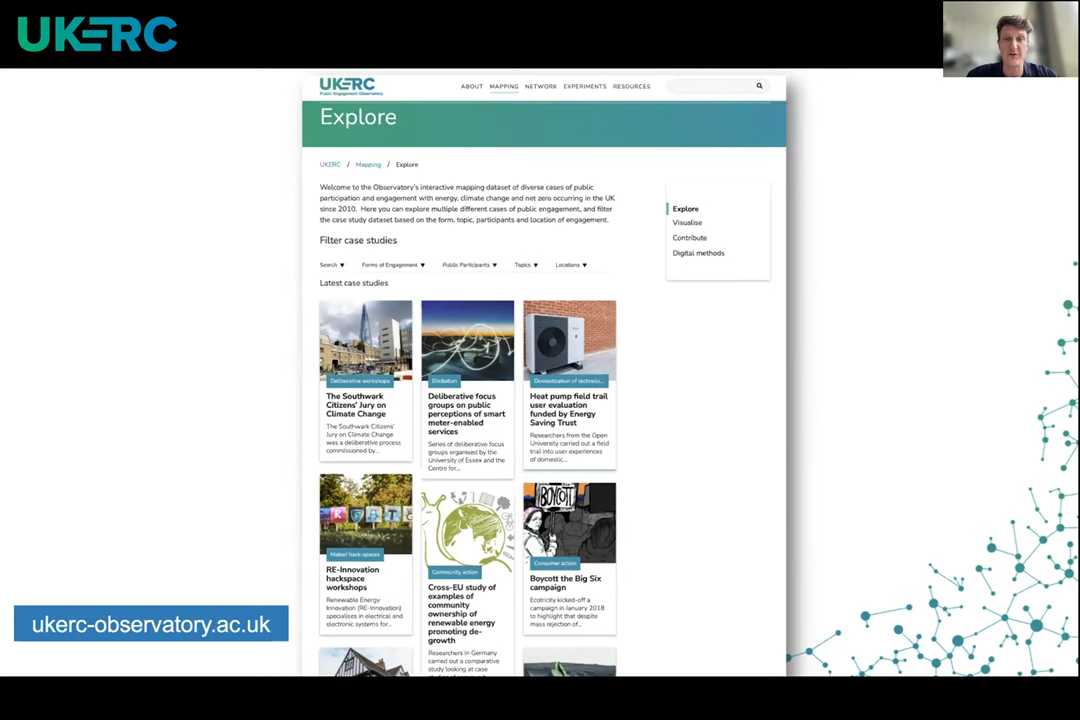 UKERC
UKERC
Public Engagement Observatory
ABOUT MAPPING NETWORK EXPERIMENTS RESOURCES
Explore
UKERC / Mapping / Explore
Welcome to the Observatory's interactive mapping dataset of diverse cases of public
participation and engagement with energy, climate change and net zero occurring in the UK
since 2010. Here you can explore multiple different cases of public engagement, and filter
the case study dataset based on the form, topic, participants and location of engagement.
Explore
Visualise
Contribute
Digital methods
Filter case studies
Search ▼ Forms of Engagement ▼ Public Participants ▼ Topics ▼ Locations ▼
Latest case studies
Deliberative workshops
The Southwark
Citizens' Jury on
Climate Change
The Southwark Citizens'
Jury on Climate Change
was a deliberative process
commissioned by...
Elicitation
Deliberative focus
groups on public
perceptions of smart
meter-enabled
services
Series of deliberative focus
groups organised by the
University of Essex and the
Centre for...
Domestication of technolo...
Heat pump field trail
user evaluation
funded by Energy
Saving Trust
Researchers from the Open
University carried out a field
trial into user experiences
of domestic...
Maker/ hack-spaces
RE-Innovation
hackspace
workshops
Renewable Energy
Innovation (RE-Innovation)
specialises in electrical and
electronic systems for...
Community action
Cross-EU study of
examples of
community
ownership of
renewable energy
promoting de-
growth
Researchers in Germany
carried out a comparative
study looking at case
BOYCOTT
Consumer action
Boycott the Big Six
campaign
Ecotricity kicked-off a
campaign in January 2018
to highlight that despite
mass rejection of...
ukerc-observatory.ac.uk